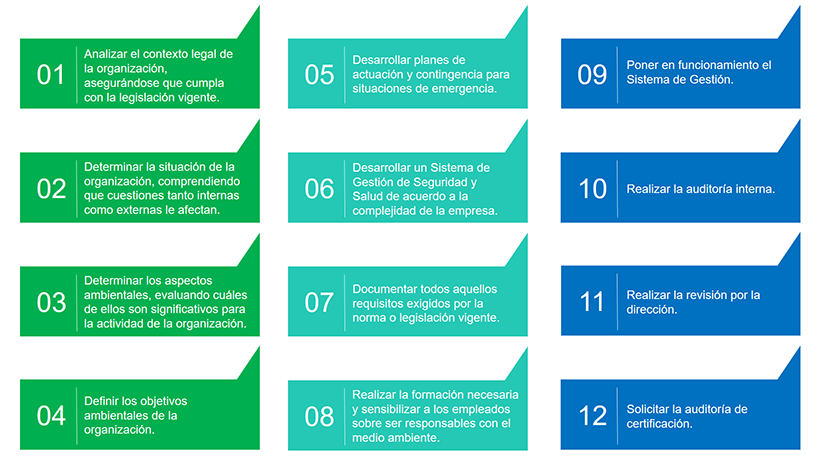 01
Analizar el contexto legal de
la organización,
asegurándose que cumpla
con la legislación vigente.
02
Determinar la situación de la
organización, comprendiendo
que cuestiones tanto internas
como externas le afectan.
03
Determinar los aspectos
ambientales, evaluando cuáles
de ellos son significativos para
la actividad de la organización.
04
Definir los objetivos
ambientales de la
organización.
05
Desarrollar planes de
actuación y contingencia para
situaciones de emergencia.
06
Desarrollar un Sistema de
Gestión de Seguridad y
Salud de acuerdo a la
complejidad de la empresa.
07
Documentar todos aquellos
requisitos exigidos por la
norma o legislación vigente.
08
Realizar la formación necesaria
y sensibilizar a los empleados
sobre ser responsables con el
medio ambiente.
09
Poner en funcionamiento el
Sistema de Gestión.
10
Realizar la auditoría interna.
11
Realizar la revisión por la
dirección.
12
Solicitar la auditoría de
certificación.